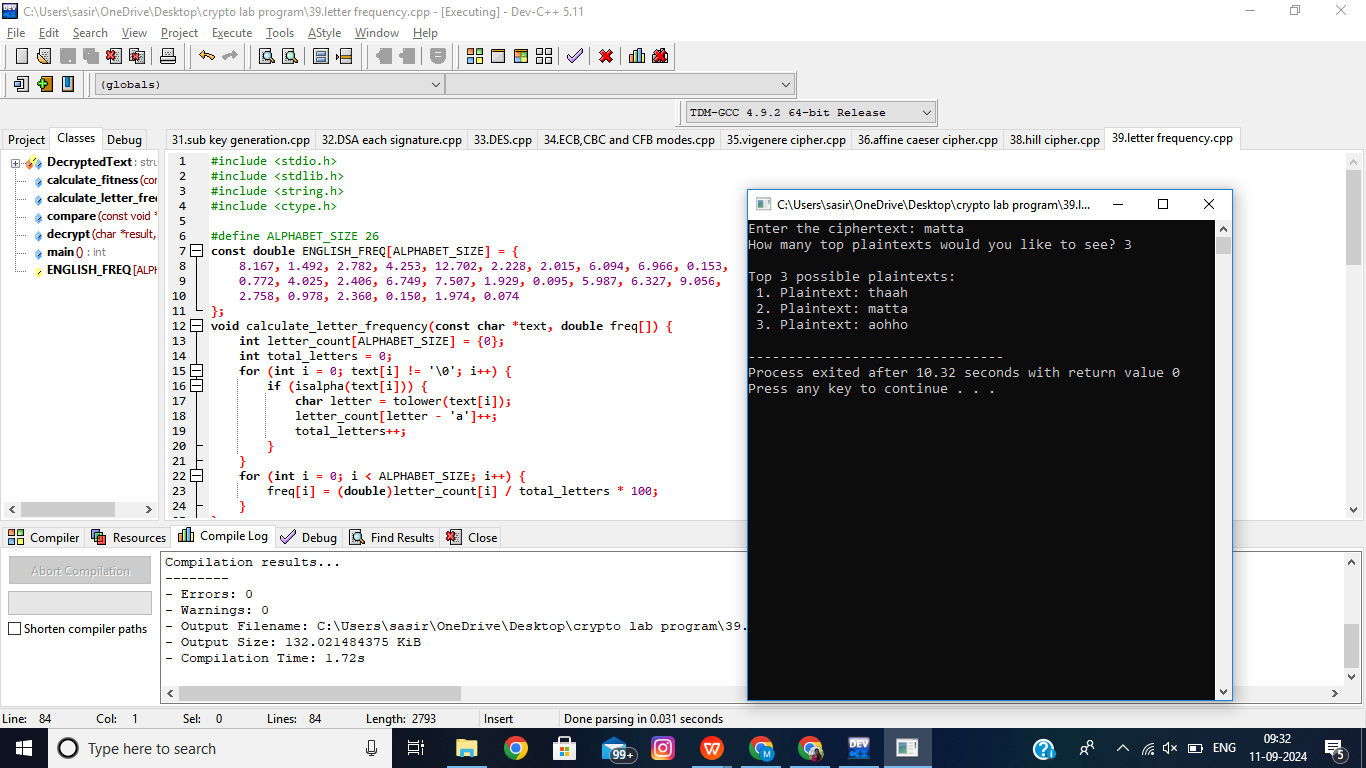 C:\Users\sasir\OneDrive\Desktop\crypto lab program\39.letter frequency.cpp - [Executing] - Dev-C++ 5.11
File Edit Search View Project Execute Tools AStyle Window Help
(globals)
TDM-GCC 4.9.2 64-bit Release
Project Classes Debug
31.sub key generation.cpp 32.DSA each signature.cpp 33.DES.cpp 34.ECB,CBC and CFB modes.cpp 35.vigenere cipher.cpp 36.affine caeser cipher.cpp 38.hill cipher.cpp 39.letter frequency.cpp
DecryptedText : stru
calculate_fitness (con
calculate_letter_fre
compare (const void *
decrypt (char *result,
main () : int
ENGLISH_FREQ [ALPH
1 #include <stdio.h>
2 #include <stdlib.h>
3 #include <string.h>
4 #include <ctype.h>
5
6 #define ALPHABET_SIZE 26
7 const double ENGLISH_FREQ[ALPHABET_SIZE] = {
8 8.167, 1.492, 2.782, 4.253, 12.702, 2.228, 2.015, 6.094, 6.966, 0.153,
9 0.772, 4.025, 2.406, 6.749, 7.507, 1.929, 0.095, 5.987, 6.327, 9.056,
10 2.758, 0.978, 2.360, 0.150, 1.974, 0.074
11 };
12 void calculate_letter_frequency(const char *text, double freq[]) {
13 int letter_count[ALPHABET_SIZE] = {0};
14 int total_letters = 0;
15 for (int i = 0; text[i] != '\0'; i++) {
16 if (isalpha(text[i])) {
17 char letter = tolower(text[i]);
18 letter_count[letter - 'a']++;
19 total_letters++;
20 }
21 }
22 for (int i = 0; i < ALPHABET_SIZE; i++) {
23 freq[i] = (double)letter_count[i] / total_letters * 100;
24 }
C:\Users\sasir\OneDrive\Desktop\crypto lab program\39.l...
Enter the ciphertext: matta
How many top plaintexts would you like to see? 3
Top 3 possible plaintexts:
1. Plaintext: thaah
2. Plaintext: matta
3. Plaintext: aohho
--------------------------------
Process exited after 10.32 seconds with return value 0
Press any key to continue . . .
Compiler Resources Compile Log Debug Find Results Close
Abort Compilation
Shorten compiler paths
Compilation results...
--------
- Errors: 0
- Warnings: 0
- Output Filename: C:\Users\sasir\OneDrive\Desktop\crypto lab program\39.
- Output Size: 132.021484375 KiB
- Compilation Time: 1.72s
Line: 84 Col: 1 Sel: 0 Lines: 84 Length: 2793 Insert Done parsing in 0.031 seconds
Type here to search
99+
ENG
09:32
11-09-2024
5